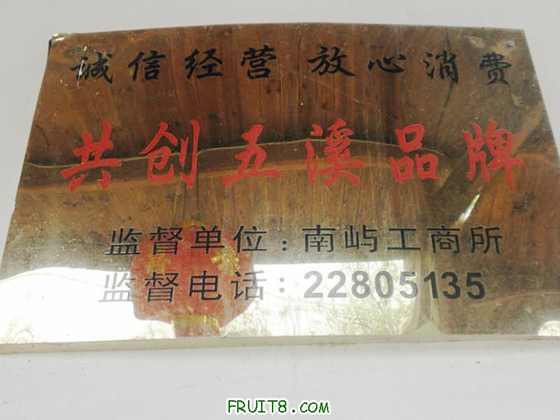 诚信经营 放心消费
共创五溪品牌
监督单位：南屿工商所
监督电话：22805135
FRUIT8.COM